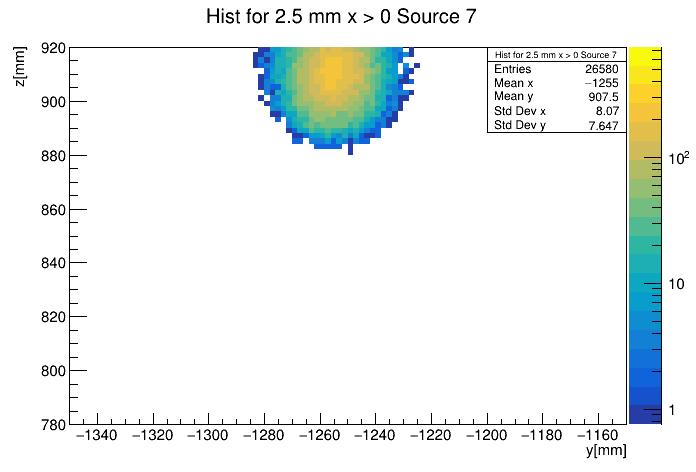 Hist for 2.5 mm x > 0 Source 7
z[mm]
920
900
880
860
840
820
800
780
−1340 −1320 −1300 −1280 −1260 −1240 −1220 −1200 −1180 −1160
y[mm]
Hist for 2.5 mm x > 0 Source 7
Entries 26580
Mean x −1255
Mean y 907.5
Std Dev x 8.07
Std Dev y 7.647
10²
10
1